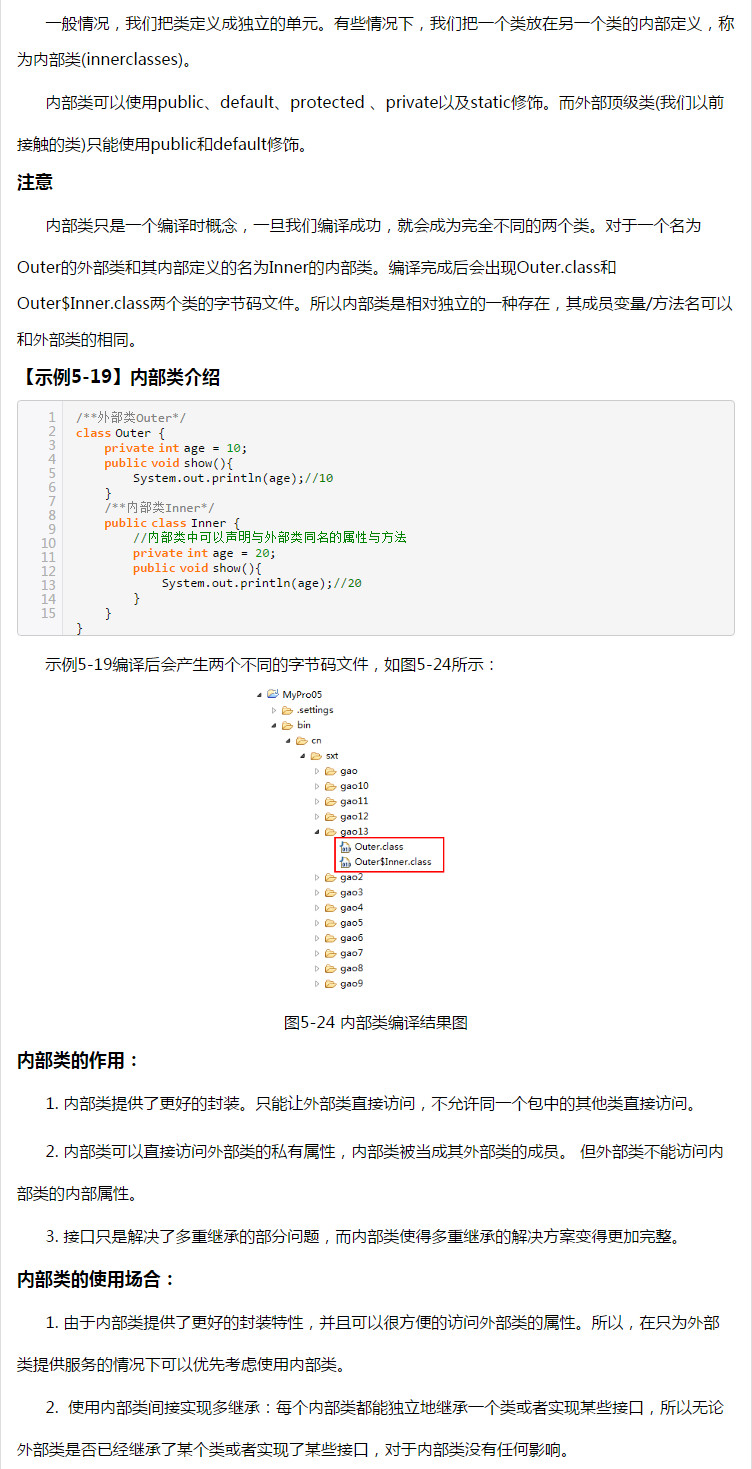 一般情况，我们把类定义成独立的单元。有些情况下，我们把一个类放在另一个类的内部定义，称
为内部类(innerclasses)。
内部类可以使用public、default、protected 、private以及static修饰。而外部顶级类(我们以前
接触的类)只能使用public和default修饰。
注意
内部类只是一个编译时概念，一旦我们编译成功，就会成为完全不同的两个类。对于一个名为
Outer的外部类和其内部定义的名为Inner的内部类。编译完成后会出现Outer.class和
Outer$Inner.class两个类的字节码文件。所以内部类是相对独立的一种存在，其成员变量/方法名可以
和外部类的相同。
【示例5-19】内部类介绍
1 /**外部类Outer*/
2 class Outer {
3 private int age = 10;
4 public void show(){
5 System.out.println(age);//10
6 }
7 /**内部类Inner*/
8 public class Inner {
9 //内部类中可以声明与外部类同名的属性与方法
10 private int age = 20;
11 public void show(){
12 System.out.println(age);//20
13 }
14 }
15 }
示例5-19编译后会产生两个不同的字节码文件，如图5-24所示：
MyPro05
.settings
bin
cn
sxt
gao
gao10
gao11
gao12
gao13
Outer.class
Outer$Inner.class
gao2
gao3
gao4
gao5
gao6
gao7
gao8
gao9
图5-24 内部类编译结果图
内部类的作用：
1. 内部类提供了更好的封装。只能让外部类直接访问，不允许同一个包中的其他类直接访问。
2. 内部类可以直接访问外部类的私有属性，内部类被当成其外部类的成员。 但外部类不能访问内
部类的内部属性。
3. 接口只是解决了多重继承的部分问题，而内部类使得多重继承的解决方案变得更加完整。
内部类的使用场合：
1. 由于内部类提供了更好的封装特性，并且可以很方便的访问外部类的属性。所以，在只为外部
类提供服务的情况下可以优先考虑使用内部类。
2. 使用内部类间接实现多继承：每个内部类都能独立地继承一个类或者实现某些接口，所以无论
外部类是否已经继承了某个类或者实现了某些接口，对于内部类没有任何影响。